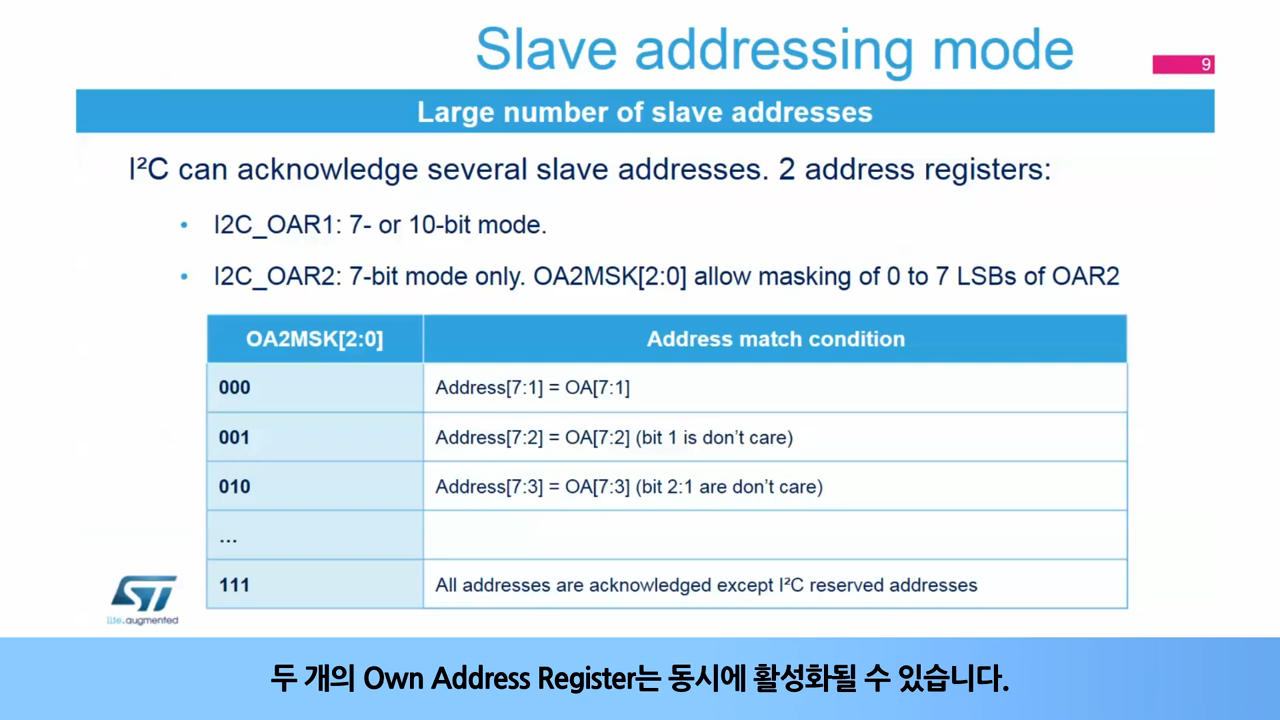 Slave addressing mode
9
Large number of slave addresses
I²C can acknowledge several slave addresses. 2 address registers:
• I2C_OAR1: 7- or 10-bit mode.
• I2C_OAR2: 7-bit mode only. OA2MSK[2:0] allow masking of 0 to 7 LSBs of OAR2
OA2MSK[2:0] Address match condition
000 Address[7:1] = OA[7:1]
001 Address[7:2] = OA[7:2] (bit 1 is don't care)
010 Address[7:3] = OA[7:3] (bit 2:1 are don't care)
...
111 All addresses are acknowledged except I²C reserved addresses
ST
life.augmented
두 개의 Own Address Register는 동시에 활성화될 수 있습니다.